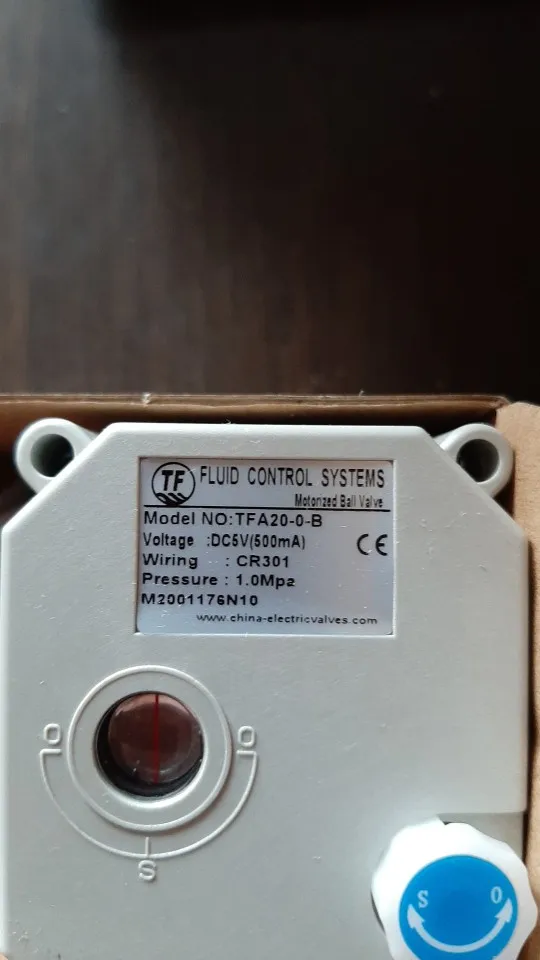 TF FLUID CONTROL SYSTEMS
Motorized Ball Valve
Model NO:TFA20-0-B
Voltage :DC5V(500mA) CE
Wiring : CR301
Pressure : 1.0Mpa
M2001176N10
www.china-electricvalves.com
O O
S
S O